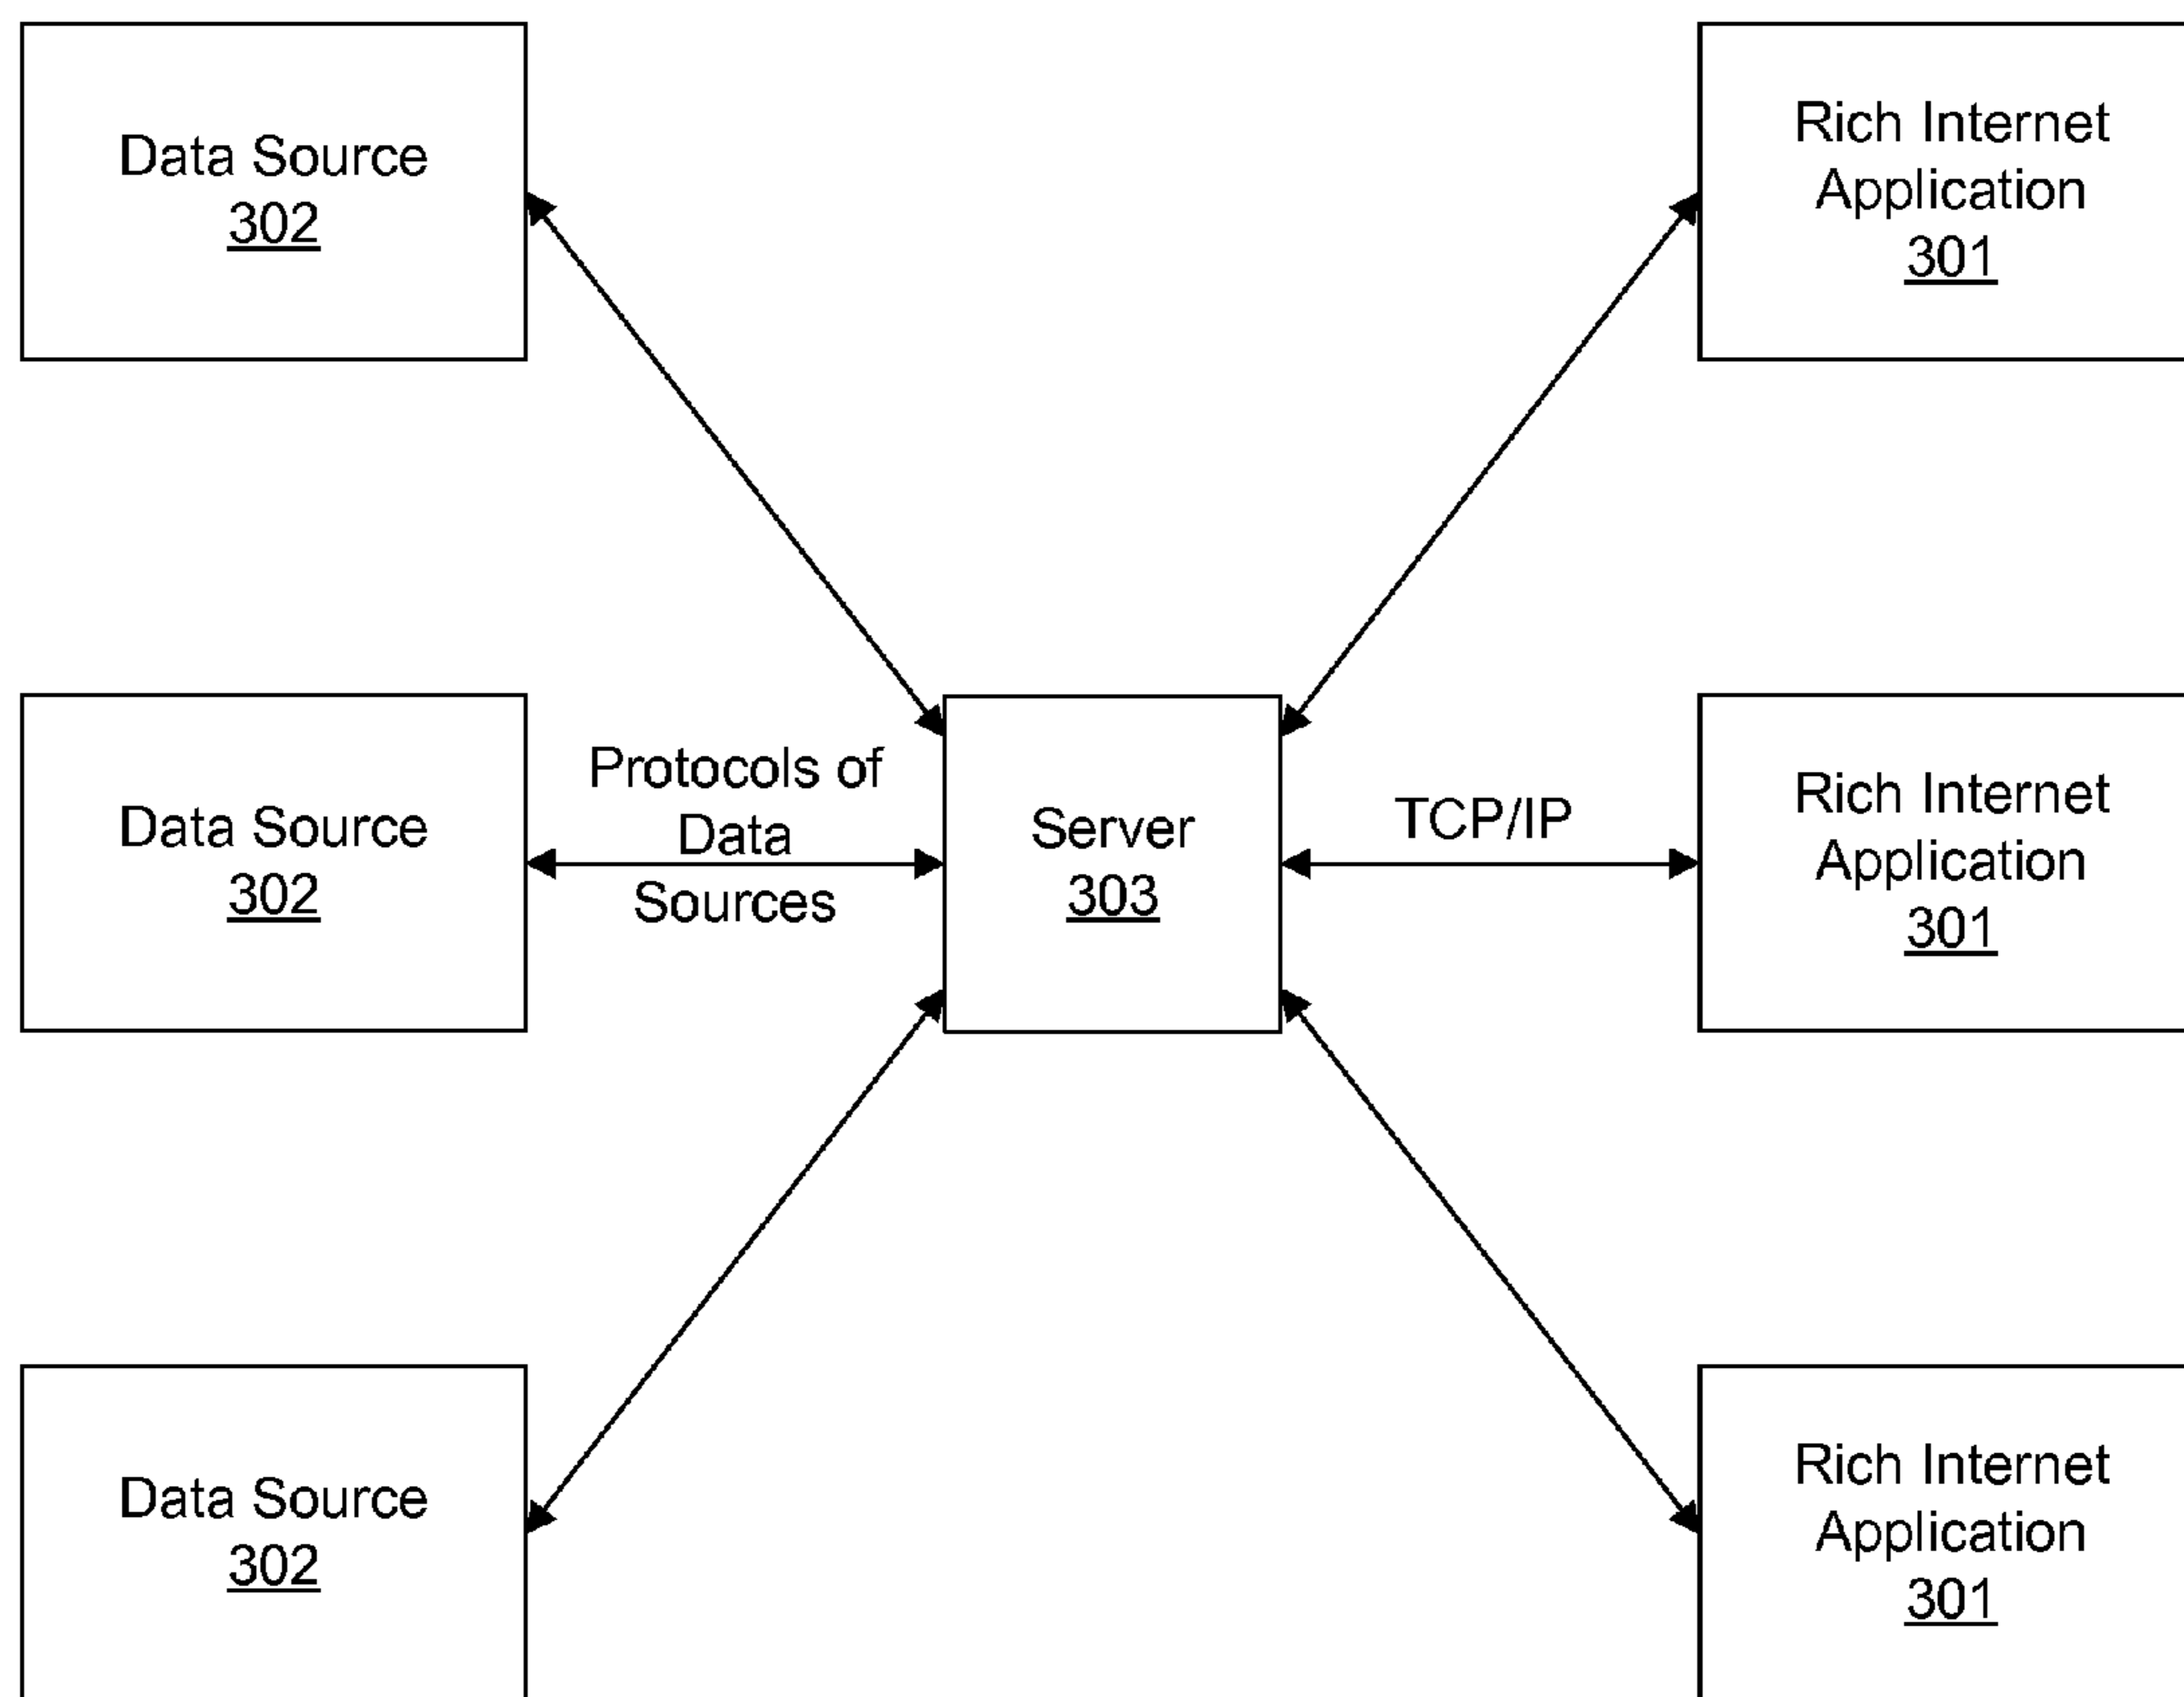 Data Source
302
Rich Internet
Application
301
Data Source
302
Protocols of
Data
Sources
Server
303
TCP/IP
Rich Internet
Application
301
Data Source
302
Rich Internet
Application
301